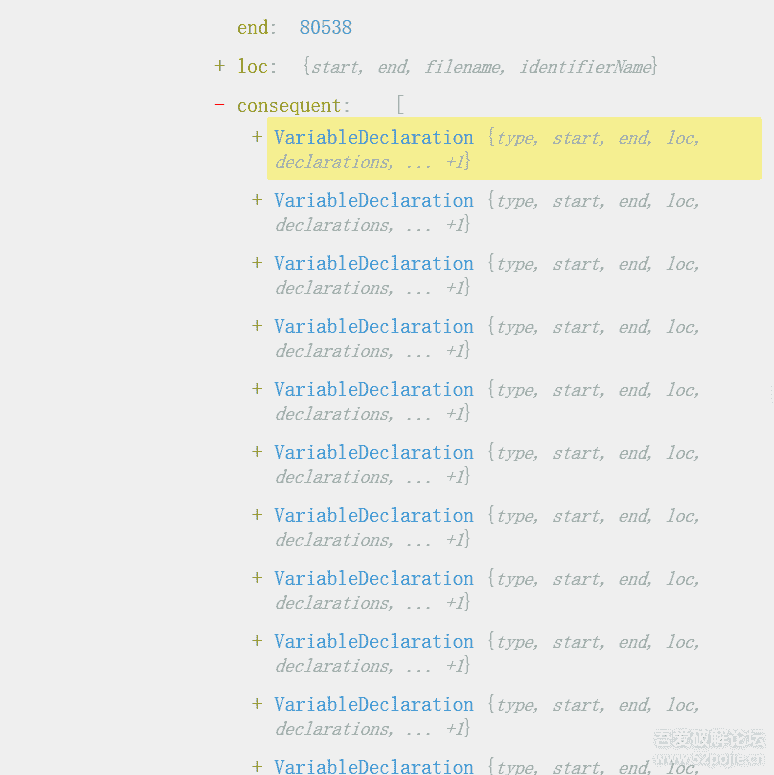 end: 80538
+ loc: {start, end, filename, identifierName}
- consequent: [
+ VariableDeclaration {type, start, end, loc,
declarations, ... +1}
+ VariableDeclaration {type, start, end, loc,
declarations, ... +1}
+ VariableDeclaration {type, start, end, loc,
declarations, ... +1}
+ VariableDeclaration {type, start, end, loc,
declarations, ... +1}
+ VariableDeclaration {type, start, end, loc,
declarations, ... +1}
+ VariableDeclaration {type, start, end, loc,
declarations, ... +1}
+ VariableDeclaration {type, start, end, loc,
declarations, ... +1}
+ VariableDeclaration {type, start, end, loc,
declarations, ... +1}
+ VariableDeclaration {type, start, end, loc,
declarations, ... +1}
+ VariableDeclaration {type, start, end, loc,
declarations, ... +1}
+ VariableDeclaration {type, start, end, loc,
吾爱破解论坛
www.52pojie.cn